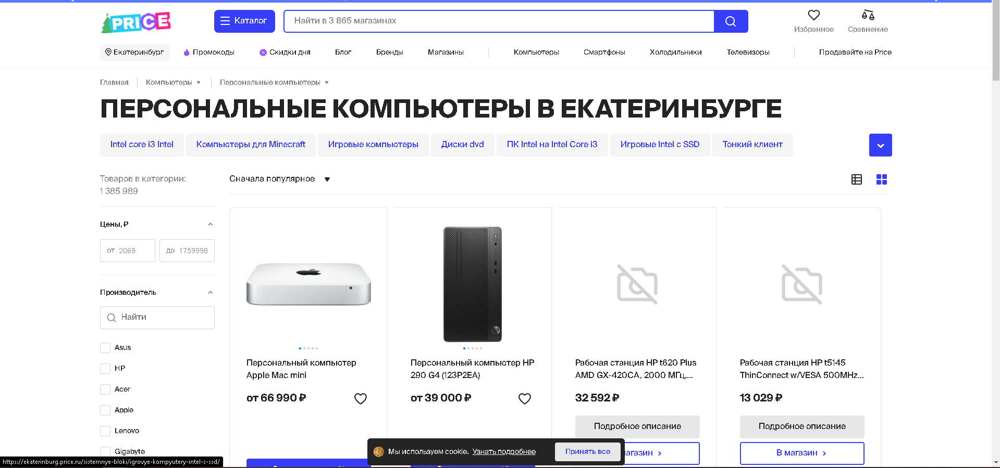 PRICE
Каталог
Найти в 3 865 магазинах
Избранное
Сравнение
Екатеринбург
Промокоды
Скидки дня
Блог
Бренды
Магазины
Компьютеры
Смартфоны
Холодильники
Телевизоры
Продавайте на Price
Главная
Компьютеры
Персональные компьютеры
ПЕРСОНАЛЬНЫЕ КОМПЬЮТЕРЫ В ЕКАТЕРИНБУРГЕ
Intel core i3 Intel
Компьютеры для Minecraft
Игровые компьютеры
Диски dvd
ПК Intel на Intel Core i3
Игровые Intel с SSD
Тонкий клиент
Товаров в категории:
1 385 989
Сначала популярное
Цены, ₽
от 2069
до 1759998
Производитель
Найти
Asus
HP
Acer
Apple
Lenovo
Gigabyte
Персональный компьютер
Apple Mac mini
от 66 990 ₽
Персональный компьютер HP
290 G4 (123P2EA)
от 39 000 ₽
Рабочая станция HP t620 Plus
AMD GX-420CA, 2000 МГц,...
32 592 ₽
Подробное описание
агазин
Рабочая станция HP t5145
ThinConnect w/VESA 500MHz...
13 029 ₽
Подробное описание
В магазин
Мы используем cookie. Узнать подробнее
Принять все
https://ekaterinburg.price.ru/sistemnye-bloki/igrovye-kompyutery-intel-s-ssd/